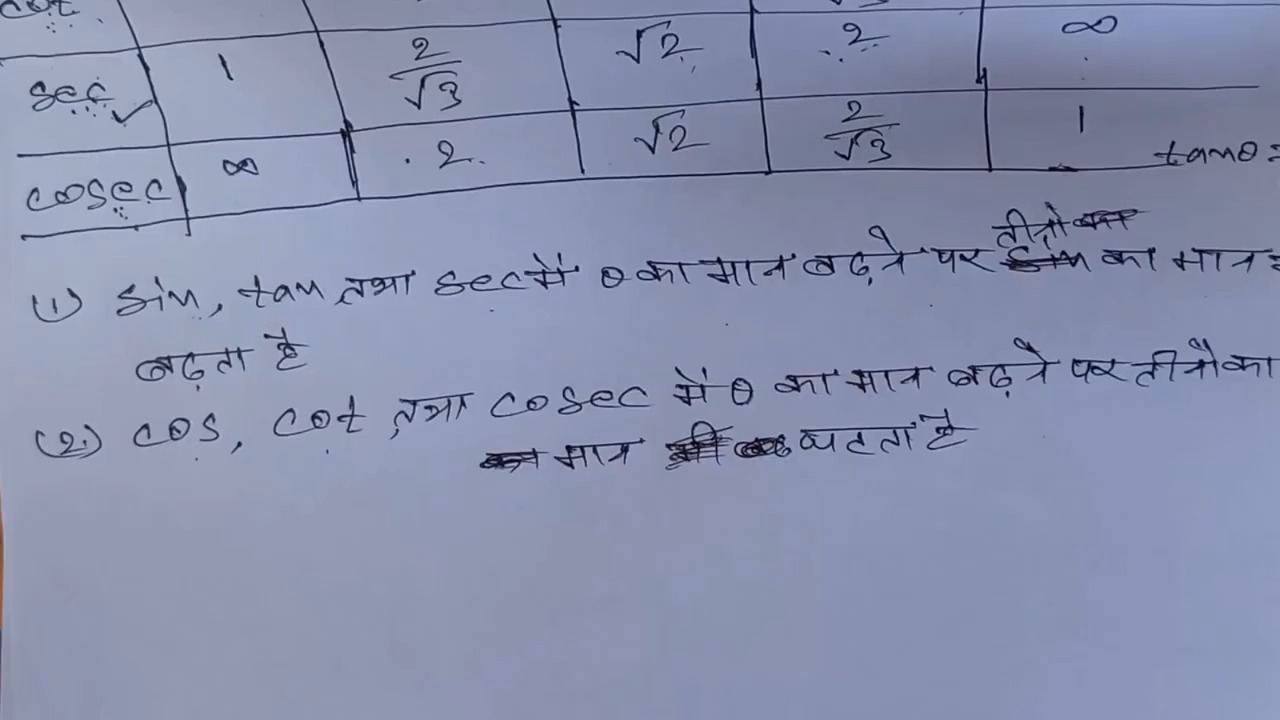 cot
sec 1 2/√3 √2 2 ∞
cosec ∞ 2 √2 2/√3 1
tanθ=
तीनो
(1) sin, tan तथा sec में θ का मान बढ़ने पर का मान
बढ़ता है
(2.) cos, cot तथा cosec में θ का मान बढ़ने पर तीनो का
मान घटता है